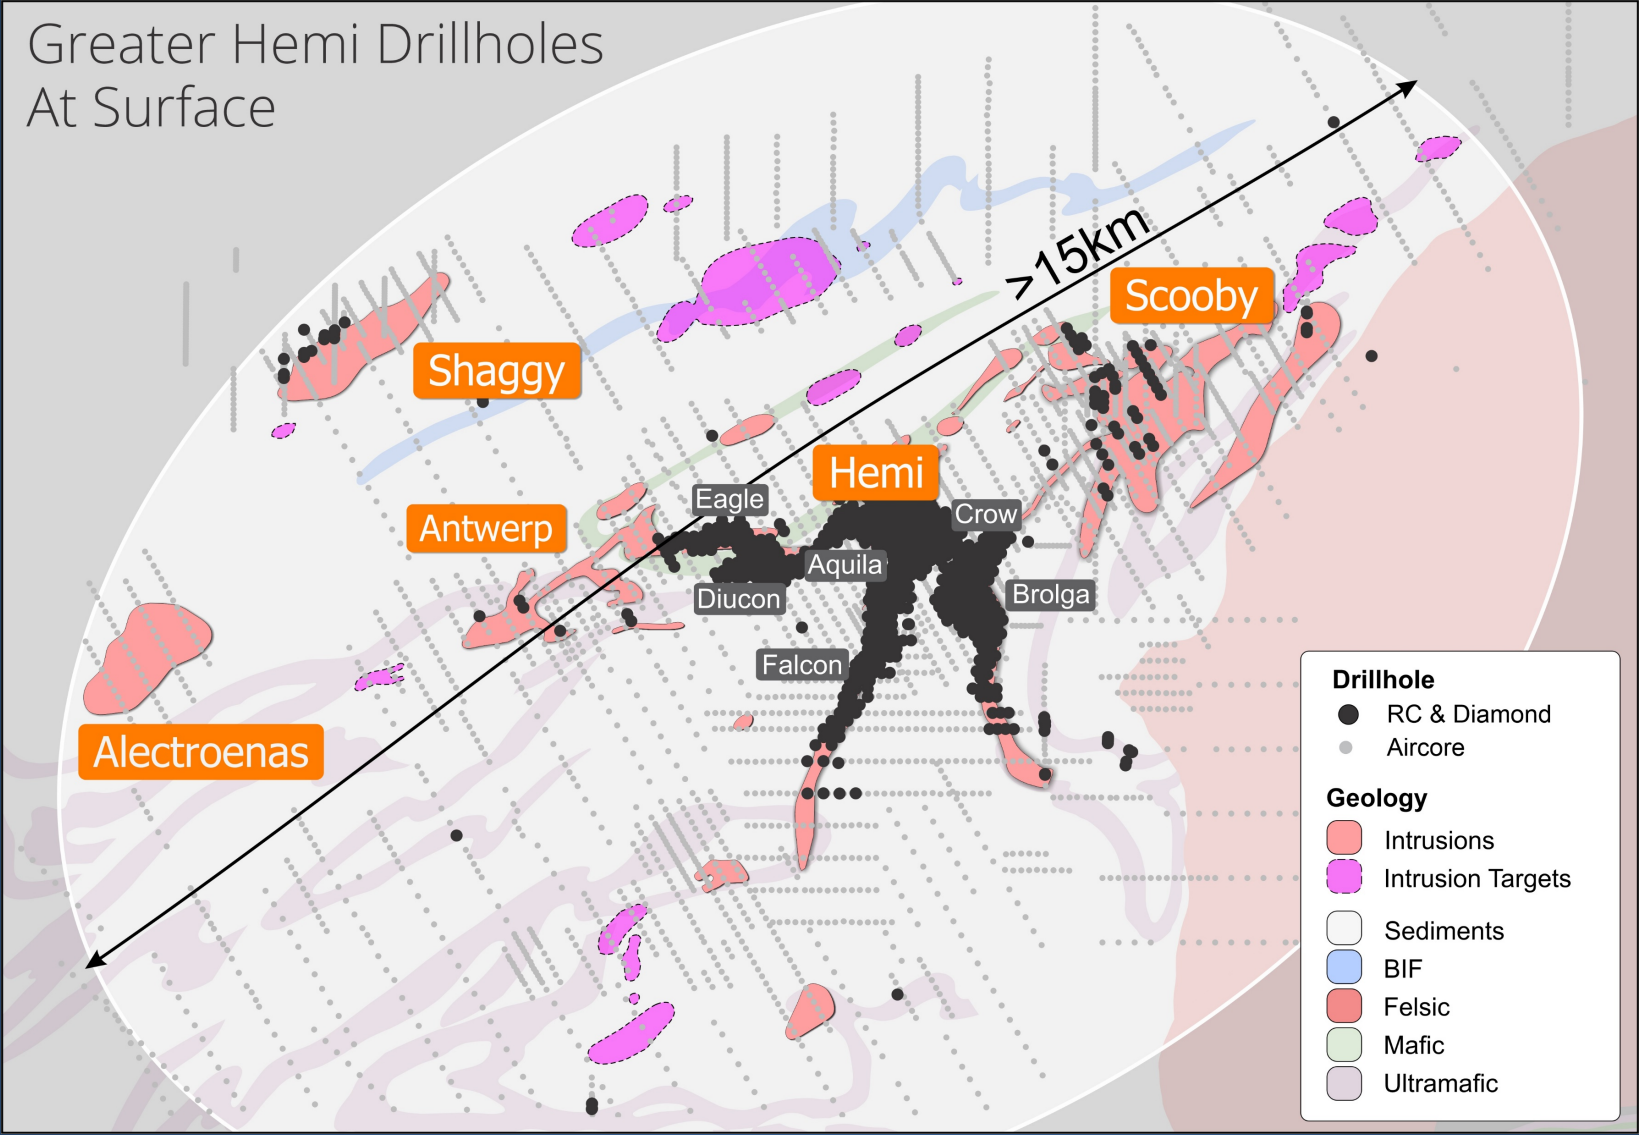 Greater Hemi Drillholes
At Surface
>15km
Scooby
Shaggy
Hemi
Eagle
Crow
Antwerp
Aquila
Diucon
Brolga
Falcon
Alectroenas
Drillhole
RC & Diamond
Aircore
Geology
Intrusions
Intrusion Targets
Sediments
BIF
Felsic
Mafic
Ultramafic